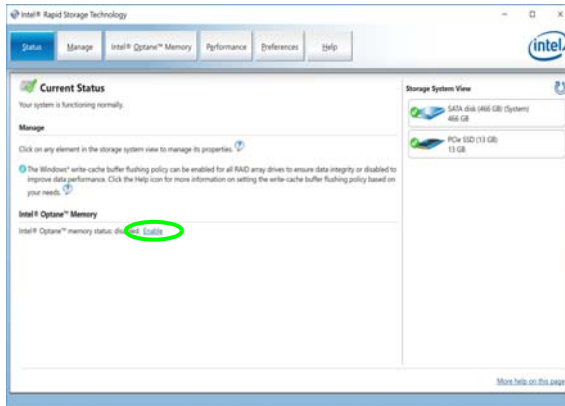 Intel® Rapid Storage Technology
Status
Manage
Intel® Optane™ Memory
Performance
Preferences
Help
intel
Current Status
Your system is functioning normally.
Manage
Click on any element in the storage system view to manage its properties.
The Windows* write-cache buffer flushing policy can be enabled for all RAID array drives to ensure data integrity or disabled to
improve data performance. Click the Help icon for more information on setting the write-cache buffer flushing policy based on
your needs.
Intel® Optane™ Memory
Intel® Optane™ memory status: disabled. Enable
Storage System View
SATA disk (466 GB) (System)
466 GB
PCIe SSD (13 GB)
13 GB
More help on this page